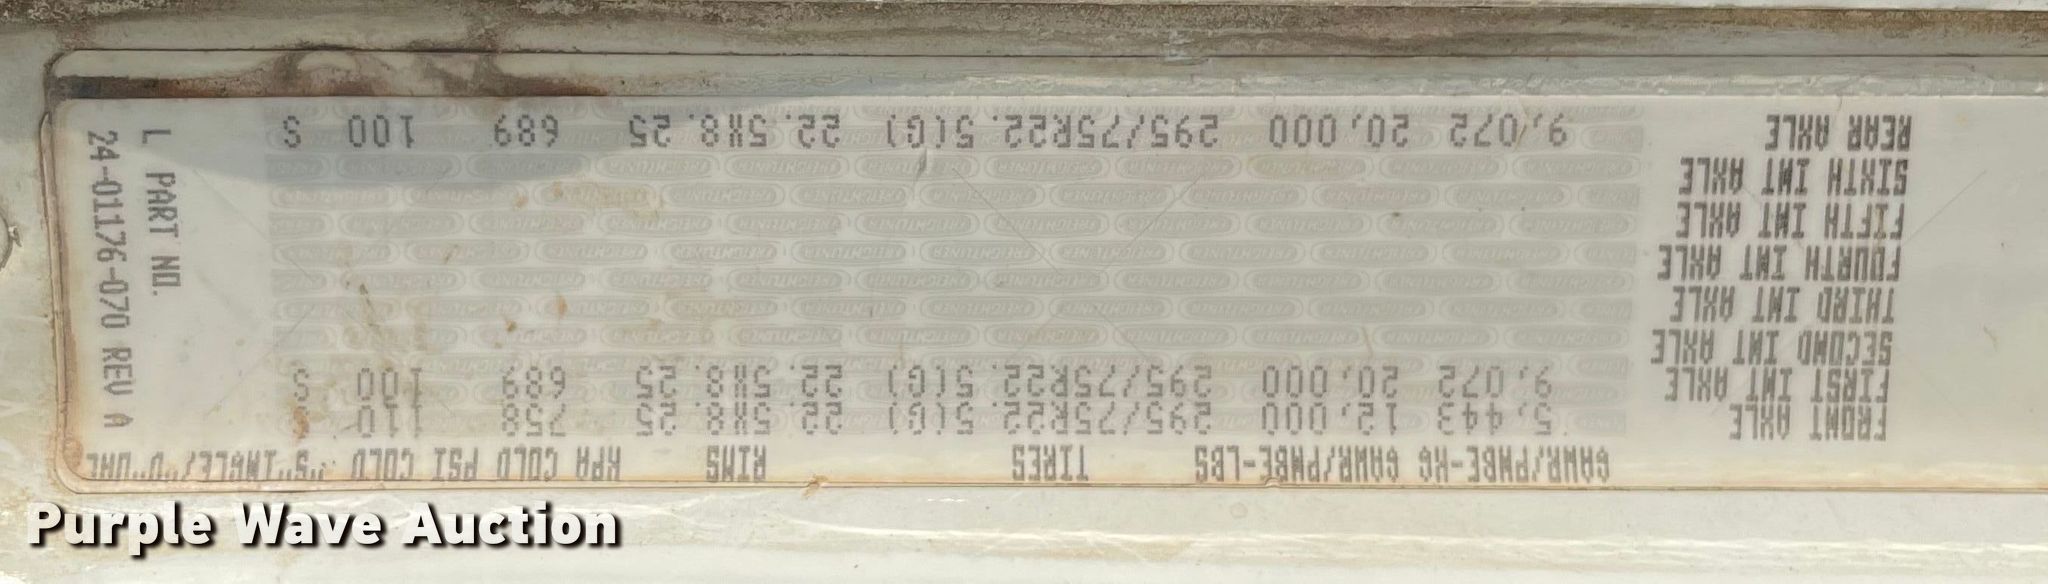 GAWR/PNBE-KG GAWR/PNBE-LBS TIRES RIMS KPA COLD PSI COLD "S"INGLE/"D"UAL
FRONT AXLE 5,443 12,000 295/75R22.5(G) 22.5X8.25 758 110 S
FIRST INT AXLE 9,072 20,000 295/75R22.5(G) 22.5X8.25 689 100 S
SECOND INT AXLE
THIRD INT AXLE
FOURTH INT AXLE
FIFTH INT AXLE
SIXTH INT AXLE
REAR AXLE 9,072 20,000 295/75R22.5(G) 22.5X8.25 689 100 S
L PART NO.
24-01176-070 REV A
Purple Wave Auction